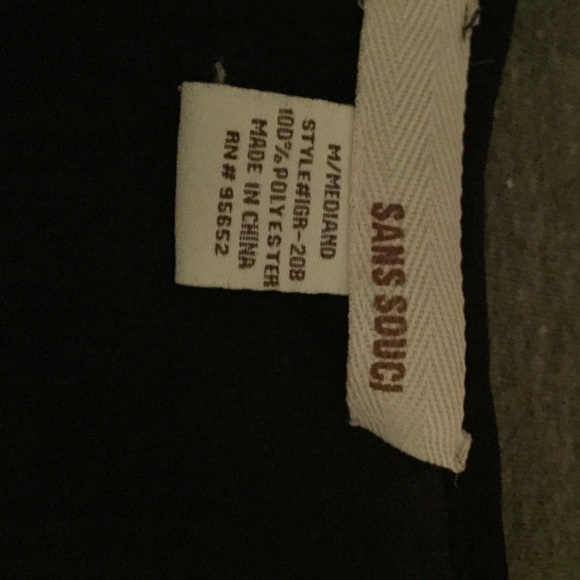 SANS SOUCI
M/MEDIANO
STYLE#IGR-208
100% POLYESTER
MADE IN CHINA
RN# 95652